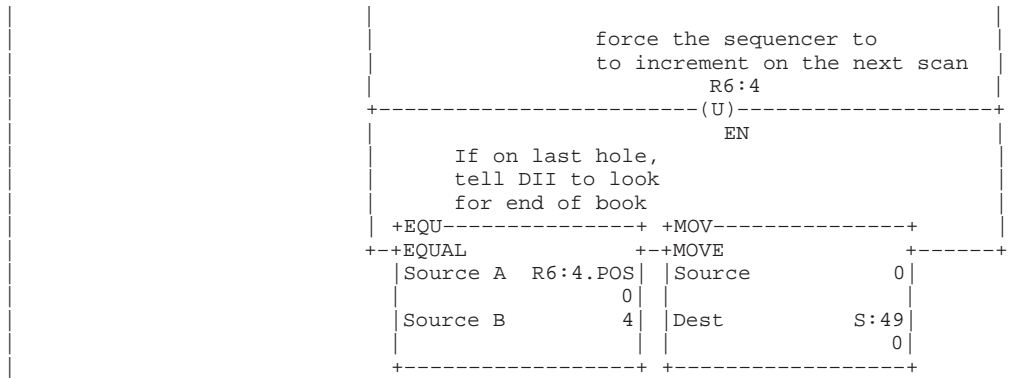 force the sequencer to
to increment on the next scan
R6:4
(U)
EN
If on last hole,
tell DII to look
for end of book
+EQU---------------+ +MOV---------------+
+-+EQUAL +-+MOVE +------+
|Source A R6:4.POS| |Source 0|
| 0| | |
|Source B 4| |Dest S:49|
| | | 0|
+------------------+ +------------------+